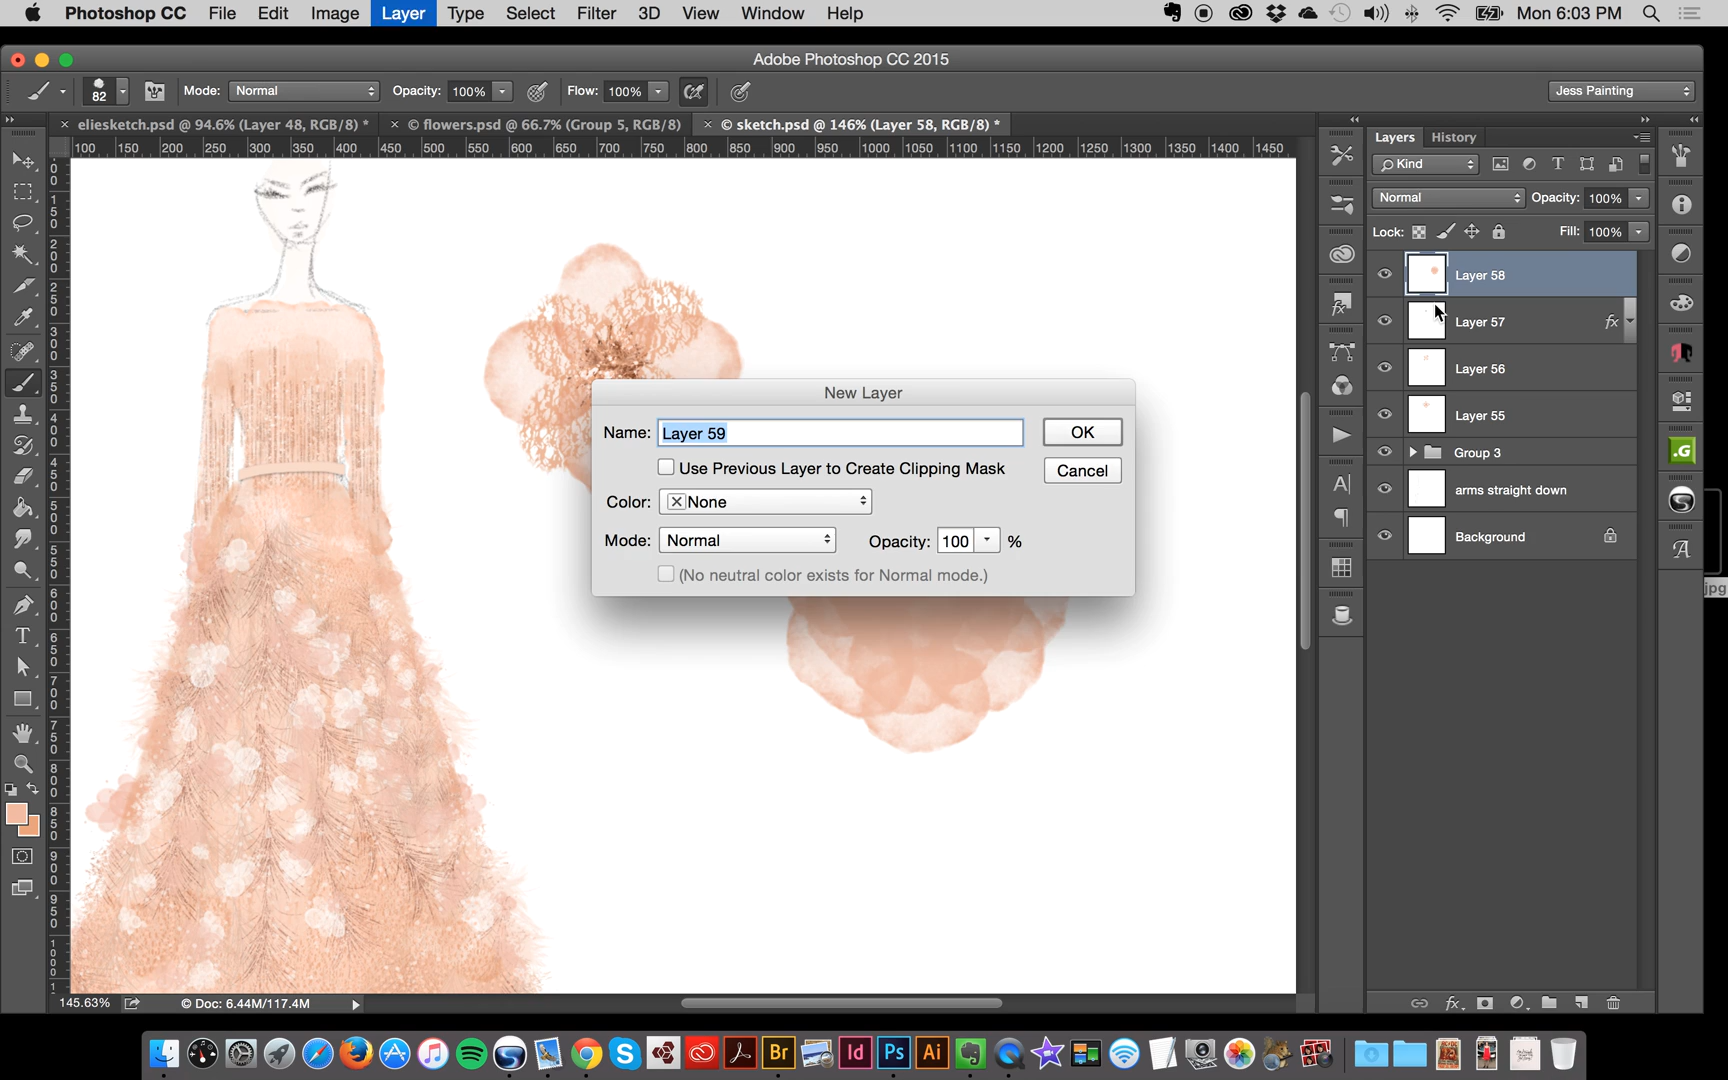 Photoshop CC File Edit Image Layer Type Select Filter 3D View Window Help Mon 6:03 PM
Adobe Photoshop CC 2015
82 Mode: Normal Opacity: 100% Flow: 100% Jess Painting
× eliesketch.psd @ 94.6% (Layer 48, RGB/8) * × © flowers.psd @ 66.7% (Group 5, RGB/8) × © sketch.psd @ 146% (Layer 58, RGB/8) *
100 150 200 250 300 350 400 450 500 550 600 650 700 750 800 850 900 950 1000 1050 1100 1150 1200 1250 1300 1350 1400 1450
Layers History
Kind
Normal Opacity: 100%
Lock: Fill: 100%
Layer 58
Layer 57 fx
Layer 56
Layer 55
Group 3
arms straight down
Background
New Layer
Name: Layer 59 OK
Use Previous Layer to Create Clipping Mask Cancel
Color: None
Mode: Normal Opacity: 100 %
(No neutral color exists for Normal mode.)
jpg
145.63% © Doc: 6.44M/117.4M
fx
Br Id Ps Ai